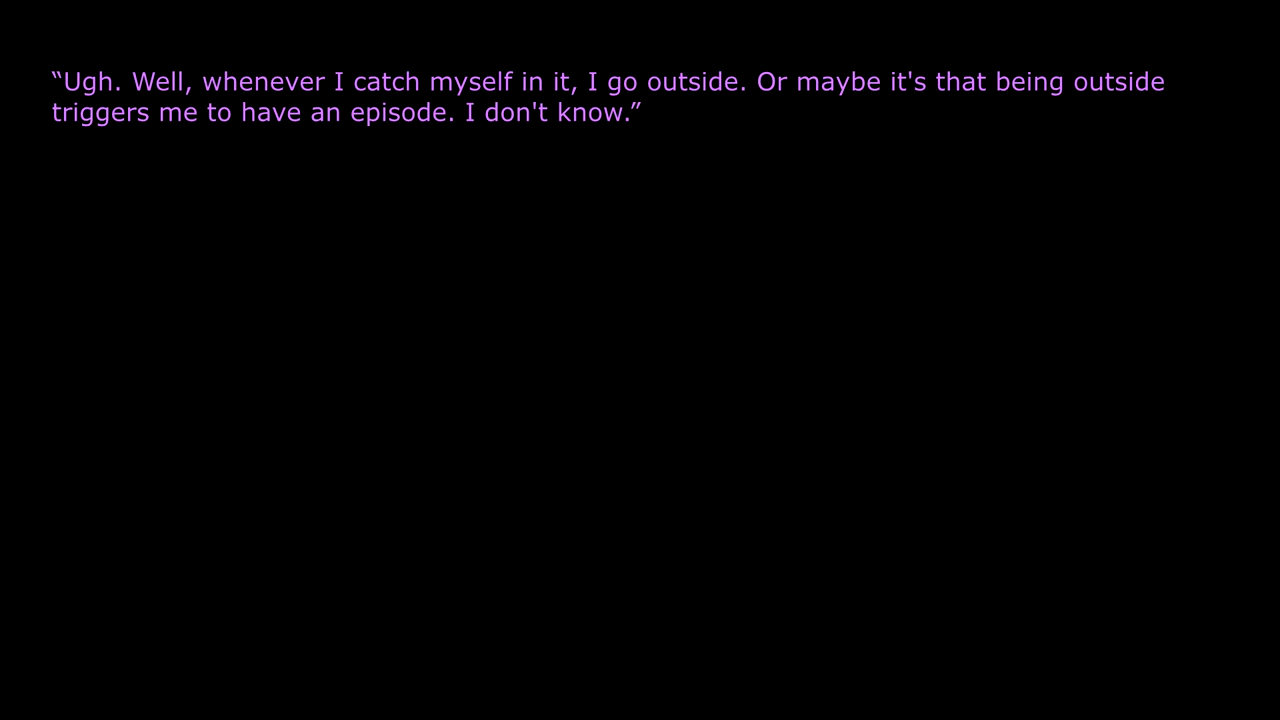 “Ugh. Well, whenever I catch myself in it, I go outside. Or maybe it's that being outside
triggers me to have an episode. I don't know.”